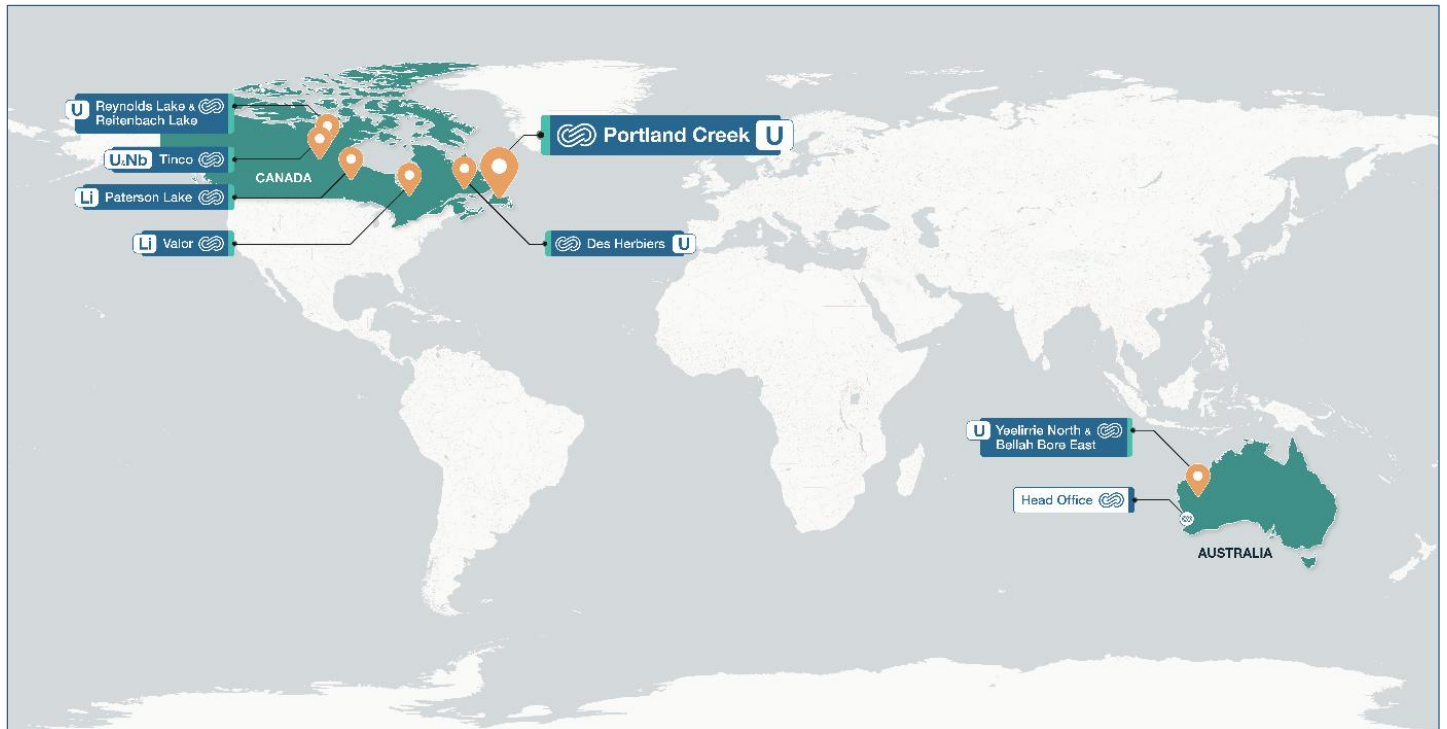 U Reynolds Lake &
Reitenbach Lake
U&Nb Tinco
CANADA
Li Paterson Lake
Li Valor
Portland Creek U
Des Herbiers U
U Yeelirrie North &
Bellah Bore East
Head Office
AUSTRALIA